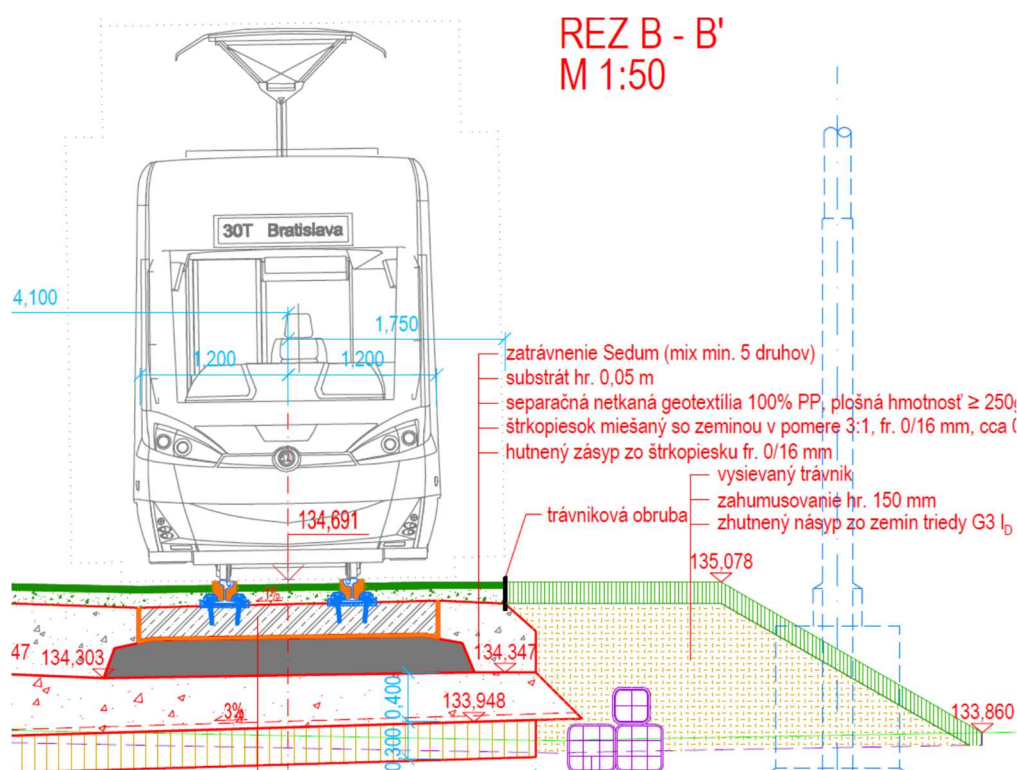 REZ B - B'
M 1:50
30T Bratislava
4,100
1,750
1,200
1,200
zatrávnenie Sedum (mix min. 5 druhov)
substrát hr. 0,05 m
separačná netkaná geotextília 100% PP, plošná hmotnosť ≥ 250g
štrkopiesok miešaný so zeminou v pomere 3:1, fr. 0/16 mm, cca 0
hutnený zásyp zo štrkopiesku fr. 0/16 mm
vysievaný trávnik
zahumusovanie hr. 150 mm
zhutnený násyp zo zemín triedy G3 I_D
trávniková obruba
134,691
135,078
47
134,303
134,347
0,400
133,948
3%
0,300
133,860